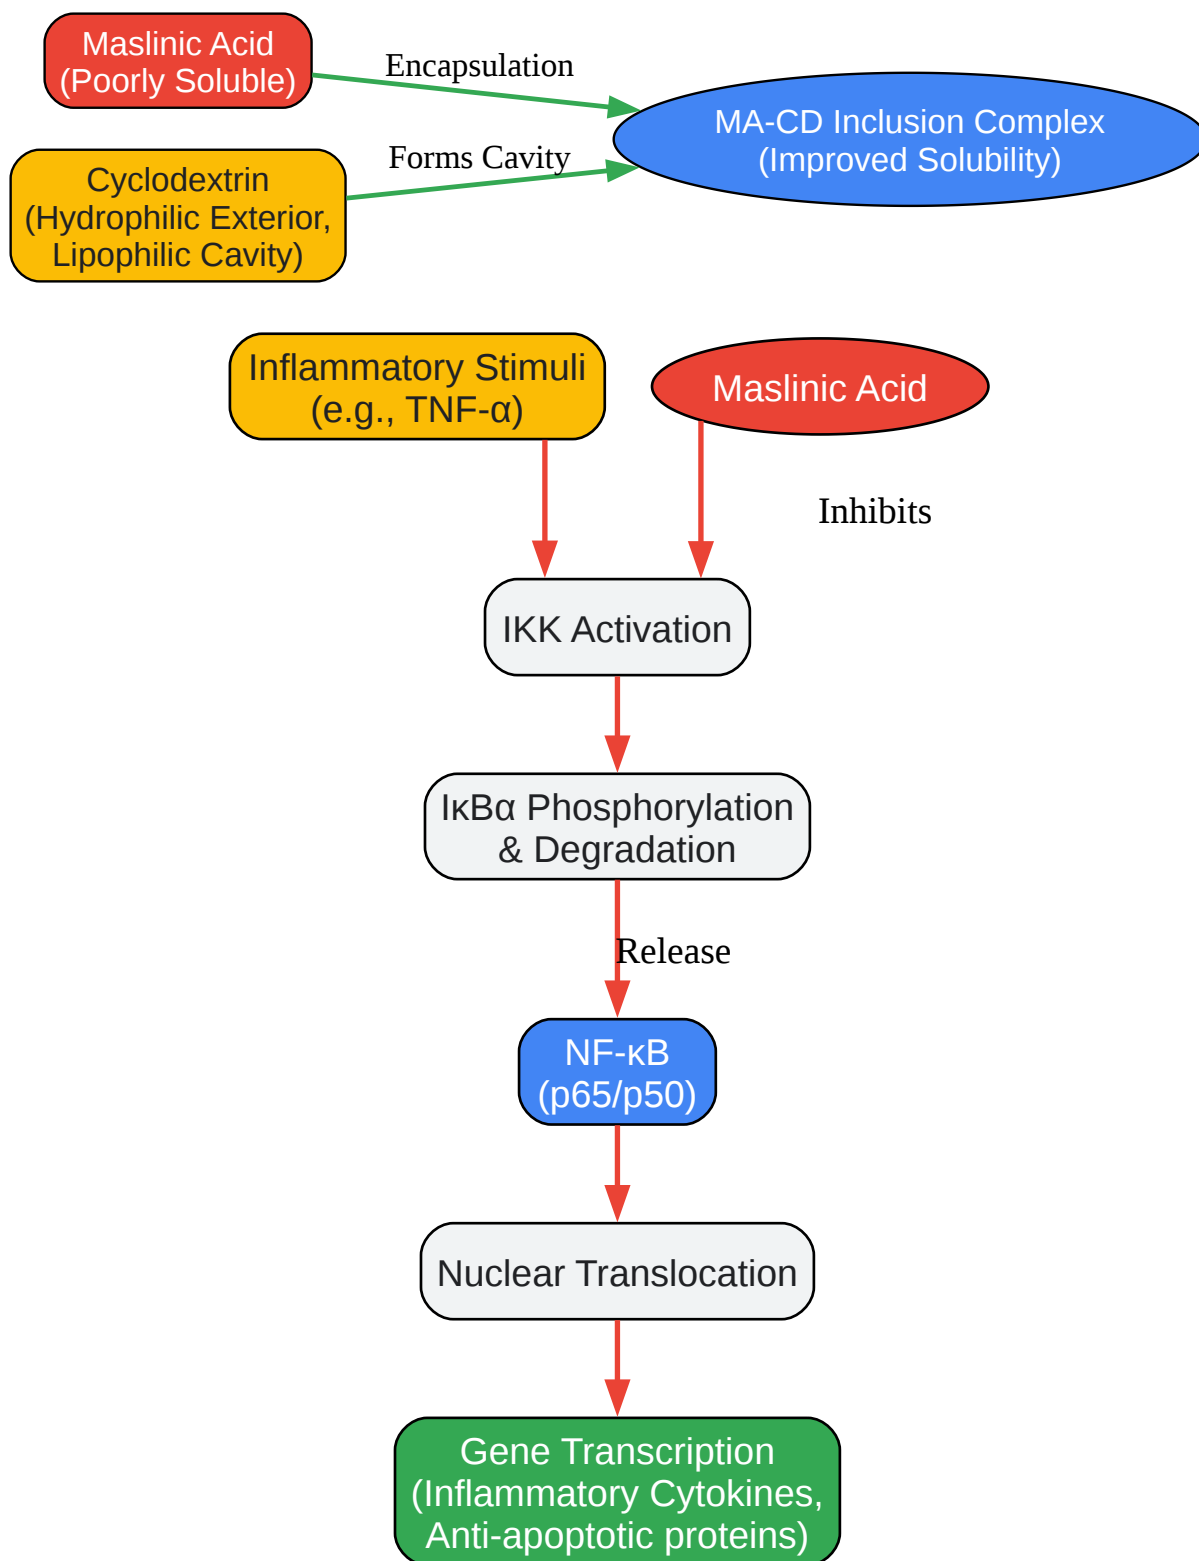 Maslinic Acid
(Poorly Soluble)
Encapsulation
MA-CD Inclusion Complex
(Improved Solubility)
Forms Cavity
Cyclodextrin
(Hydrophilic Exterior,
Lipophilic Cavity)
Inflammatory Stimuli
(e.g., TNF-α)
Maslinic Acid
Inhibits
IKK Activation
IκBα Phosphorylation
& Degradation
Release
NF-κB
(p65/p50)
Nuclear Translocation
Gene Transcription
(Inflammatory Cytokines,
Anti-apoptotic proteins)